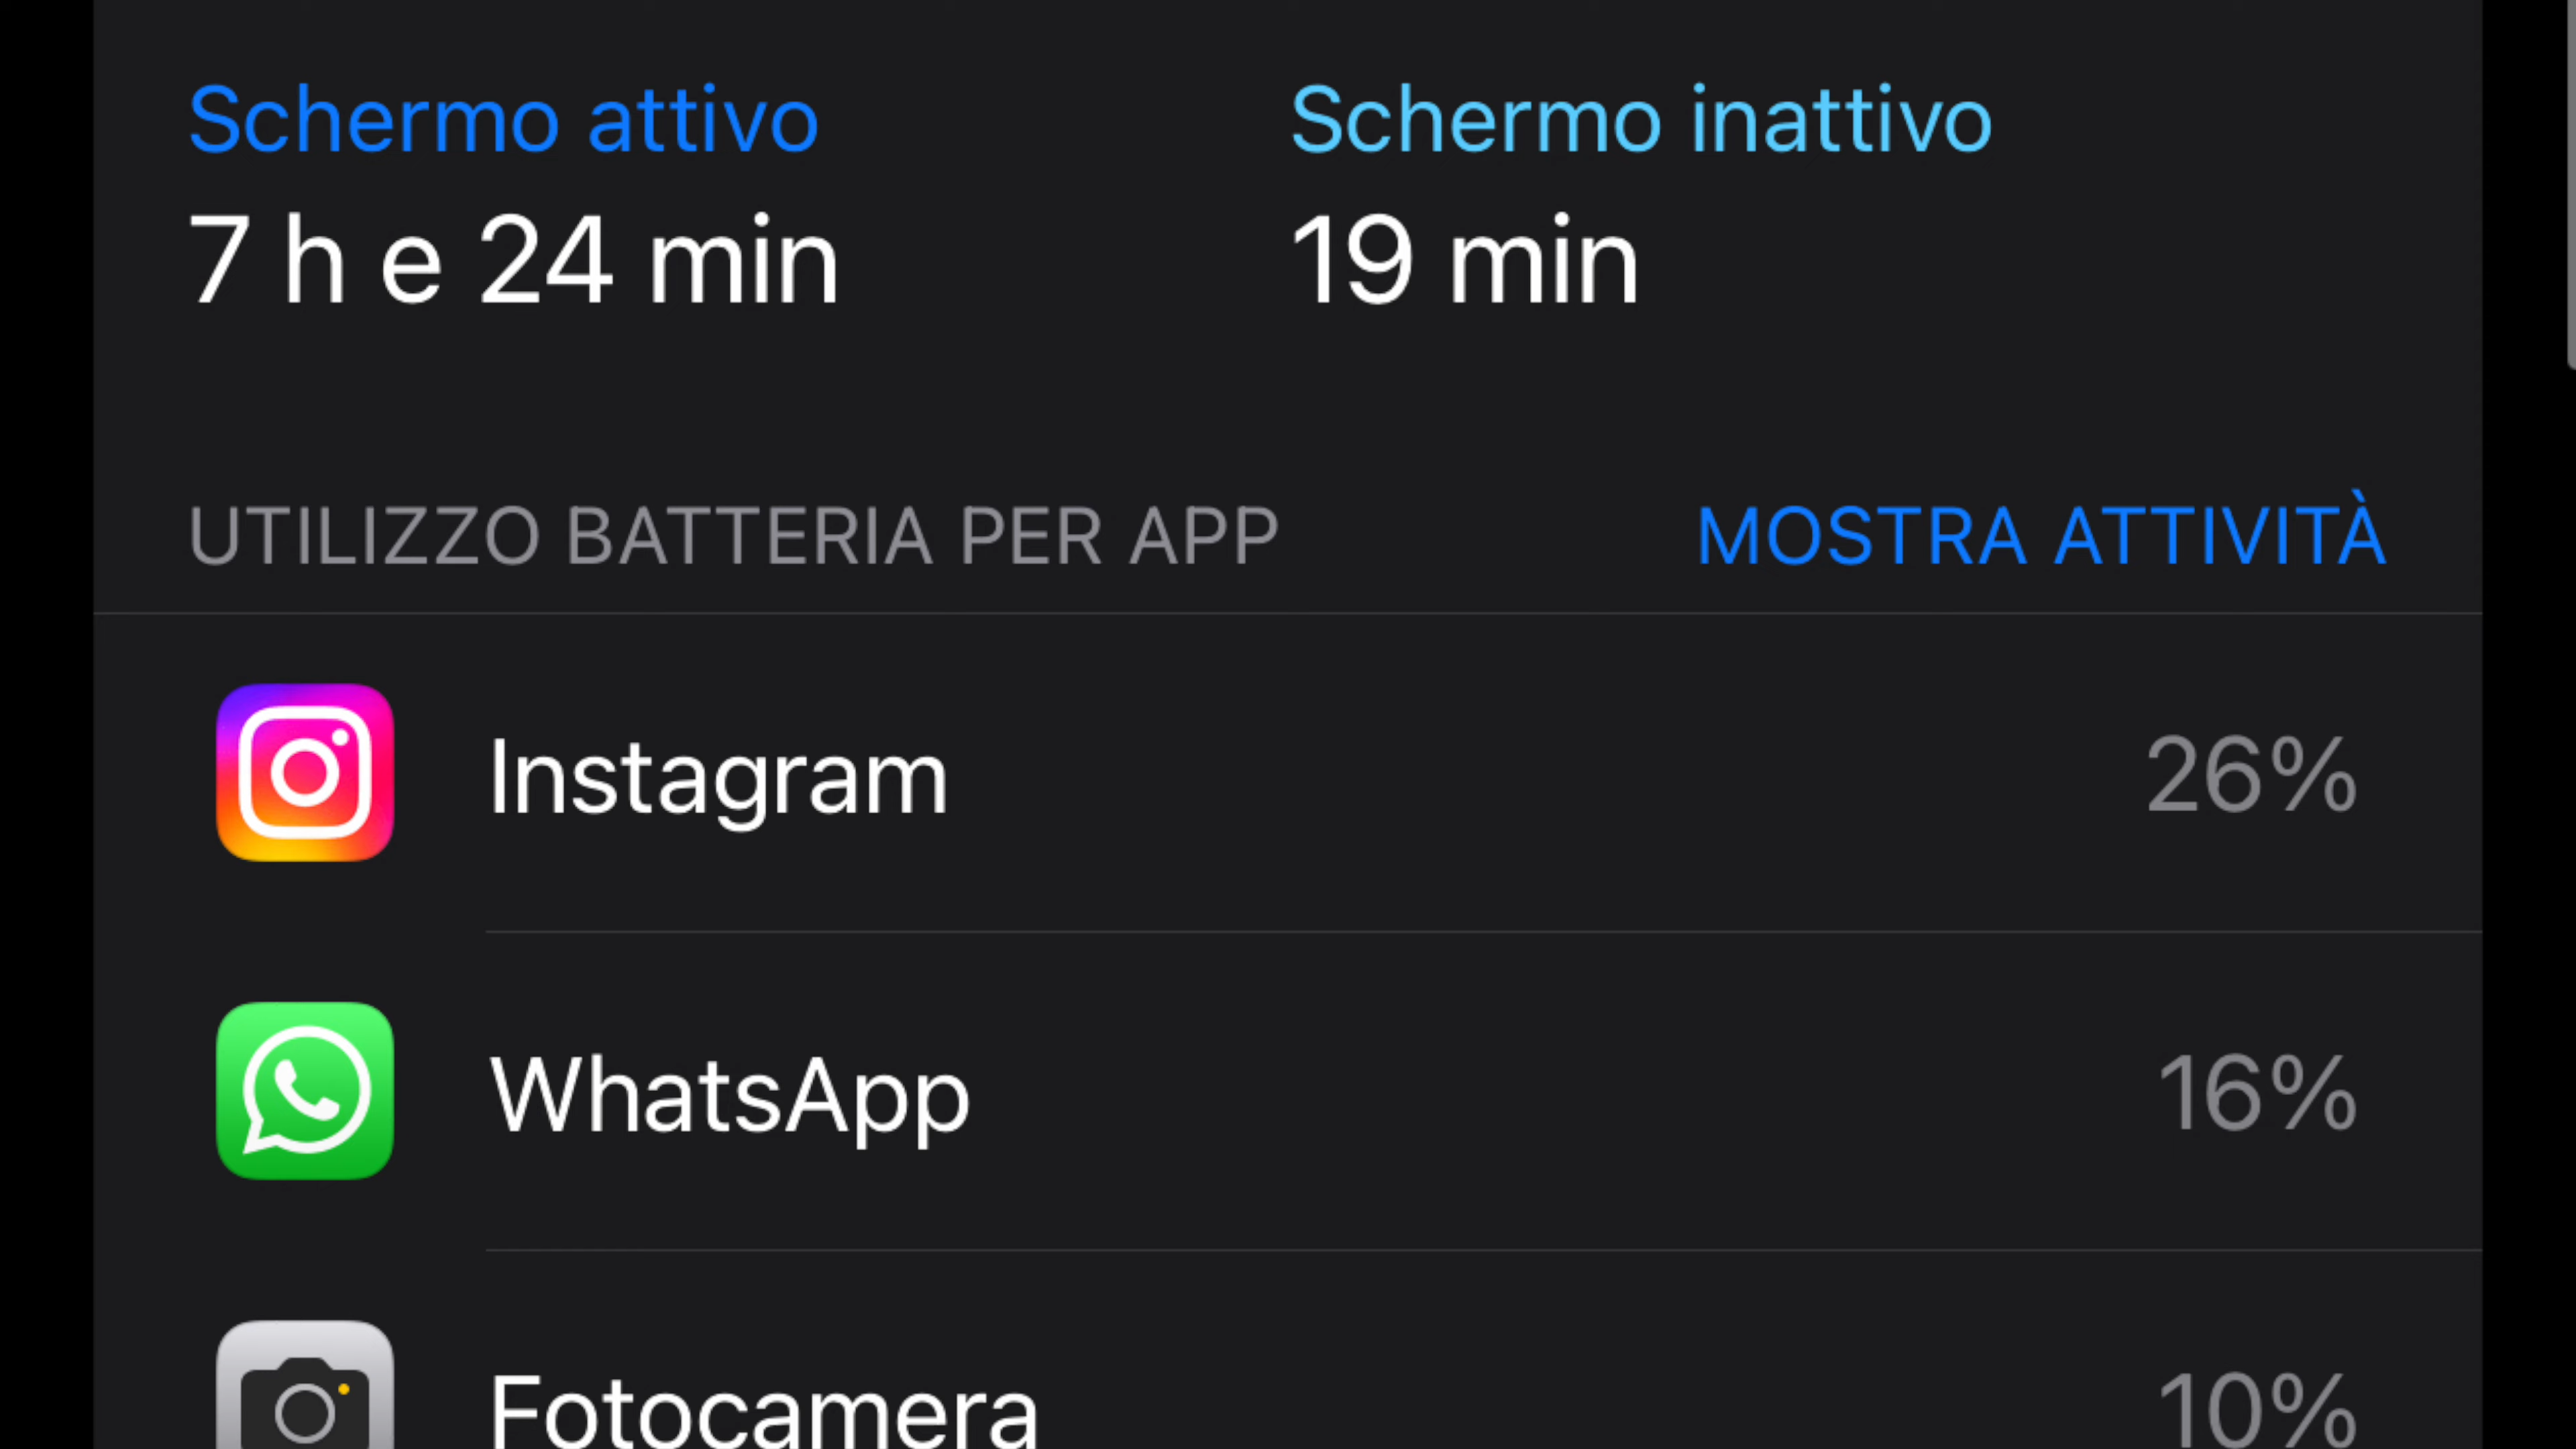 Schermo attivo
Schermo inattivo
7 h e 24 min
19 min
UTILIZZO BATTERIA PER APP
MOSTRA ATTIVITÀ
Instagram
26%
WhatsApp
16%
Fotocamera
10%